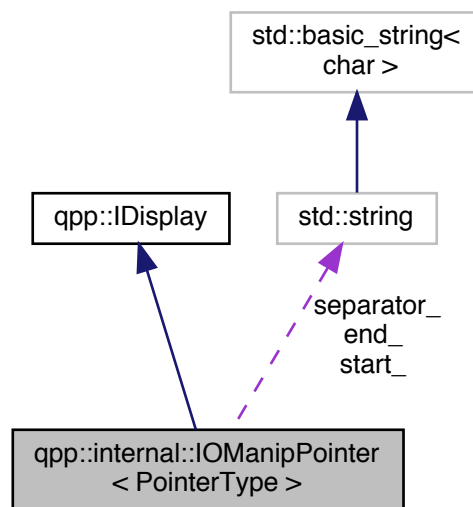 std::basic_string<
char >
qpp::IDisplay
std::string
separator_
end_
start_
qpp::internal::IOManipPointer
< PointerType >